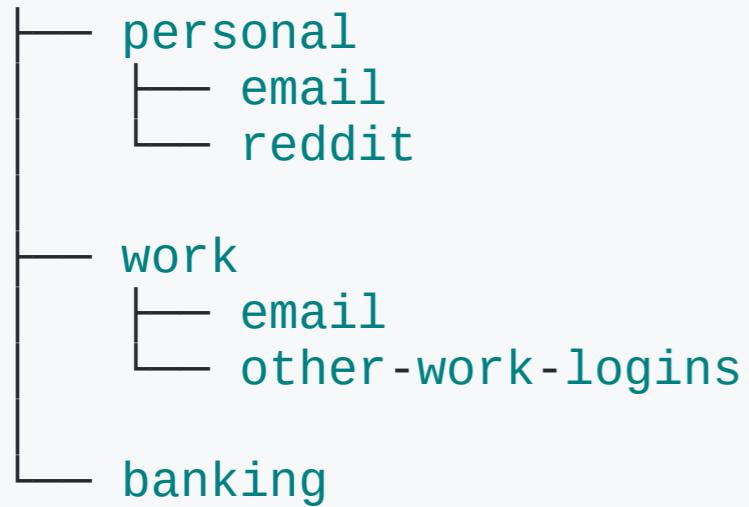 ├── personal
│   ├── email
│   └── reddit
├── work
│   ├── email
│   └── other-work-logins
└── banking